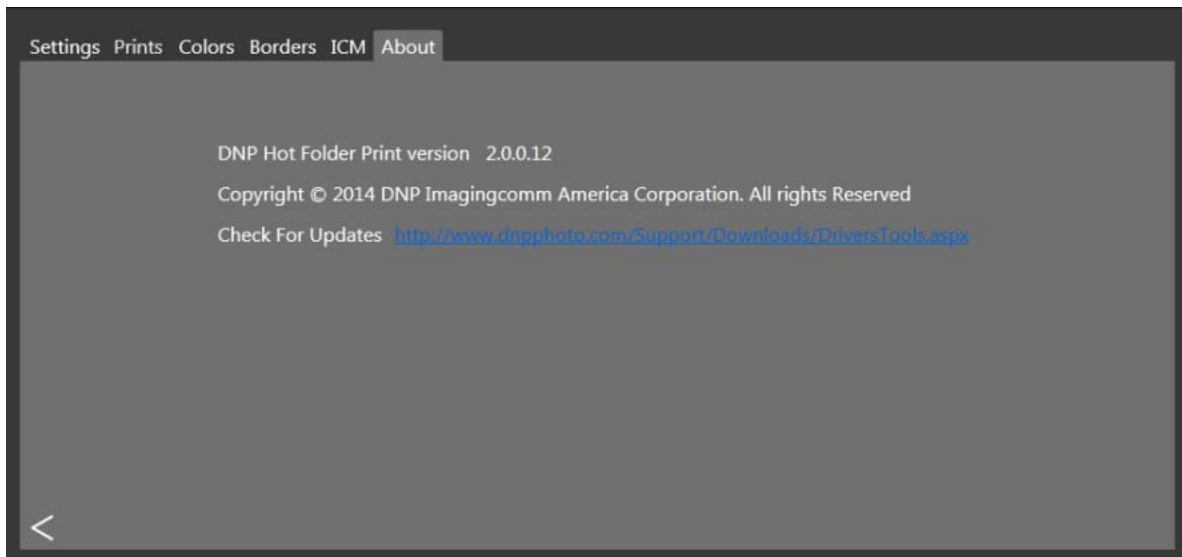 Settings Prints Colors Borders ICM About
DNP Hot Folder Print version 2.0.0.12
Copyright © 2014 DNP Imagingcomm America Corporation. All rights Reserved
Check For Updates http://www.dnpphoto.com/Support/Downloads/DriversTools.aspx
<